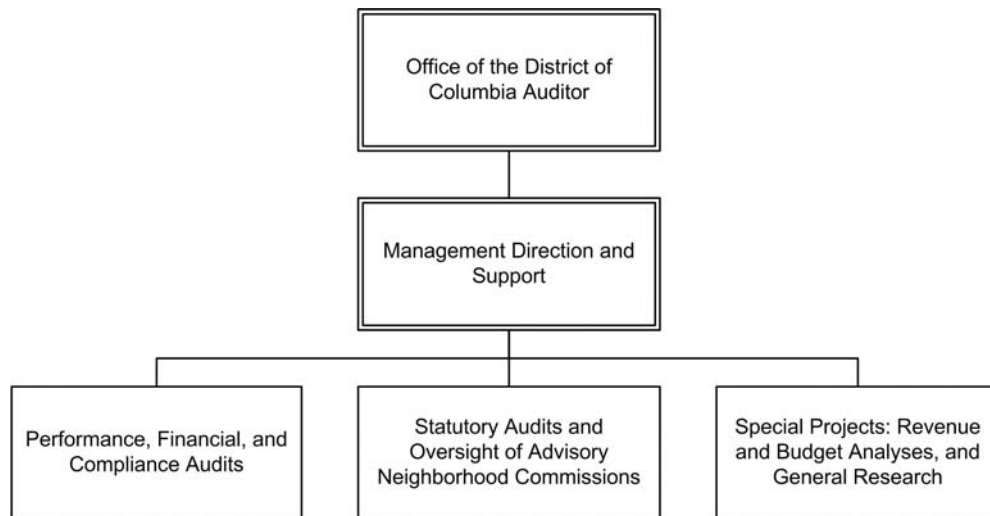 Office of the District of
Columbia Auditor
Management Direction and
Support
Performance, Financial, and
Compliance Audits
Statutory Audits and
Oversight of Advisory
Neighborhood Commissions
Special Projects: Revenue
and Budget Analyses, and
General Research